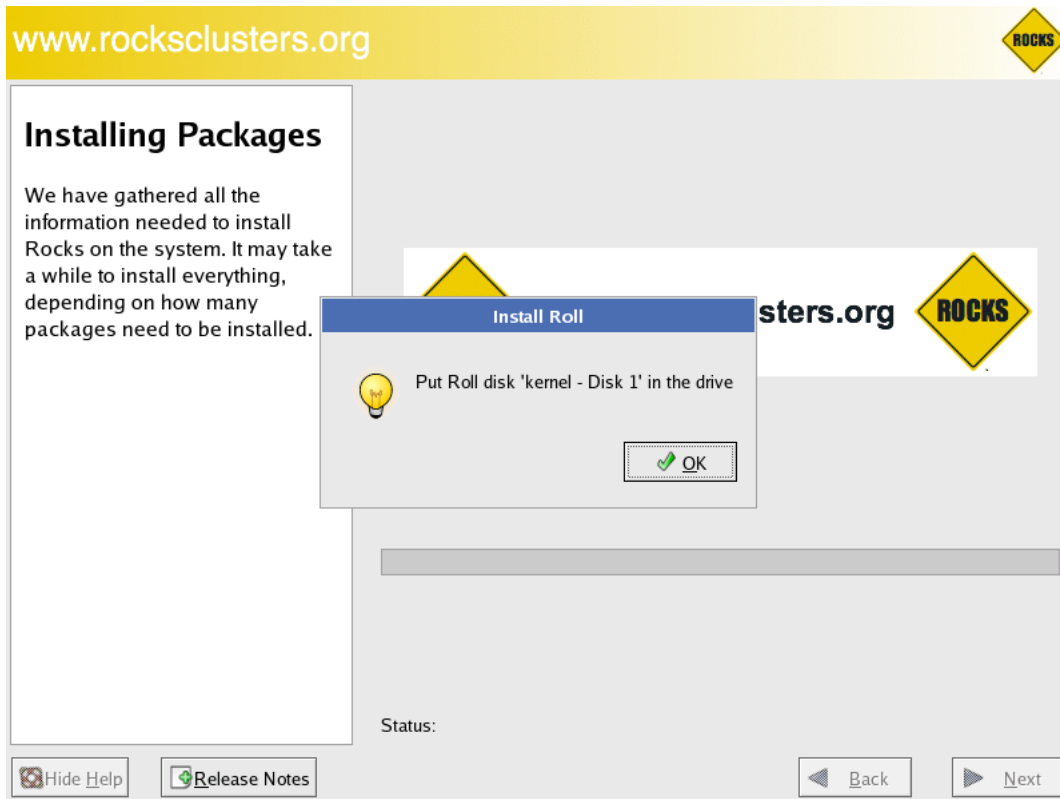 www.rocksclusters.org
ROCKS
Installing Packages
We have gathered all the
information needed to install
Rocks on the system. It may take
a while to install everything,
depending on how many
packages need to be installed.
sters.org
ROCKS
Install Roll
Put Roll disk 'kernel - Disk 1' in the drive
OK
Status:
Hide Help
Release Notes
Back
Next